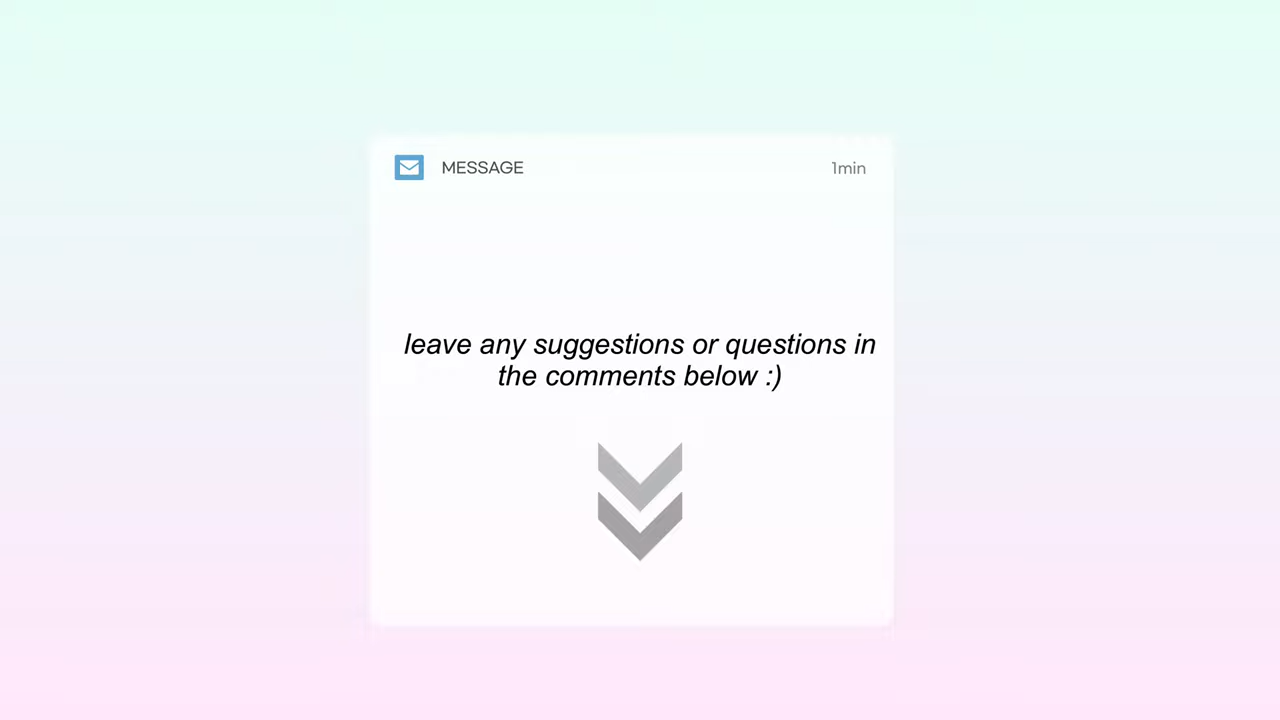 MESSAGE 1min
leave any suggestions or questions in
the comments below :)